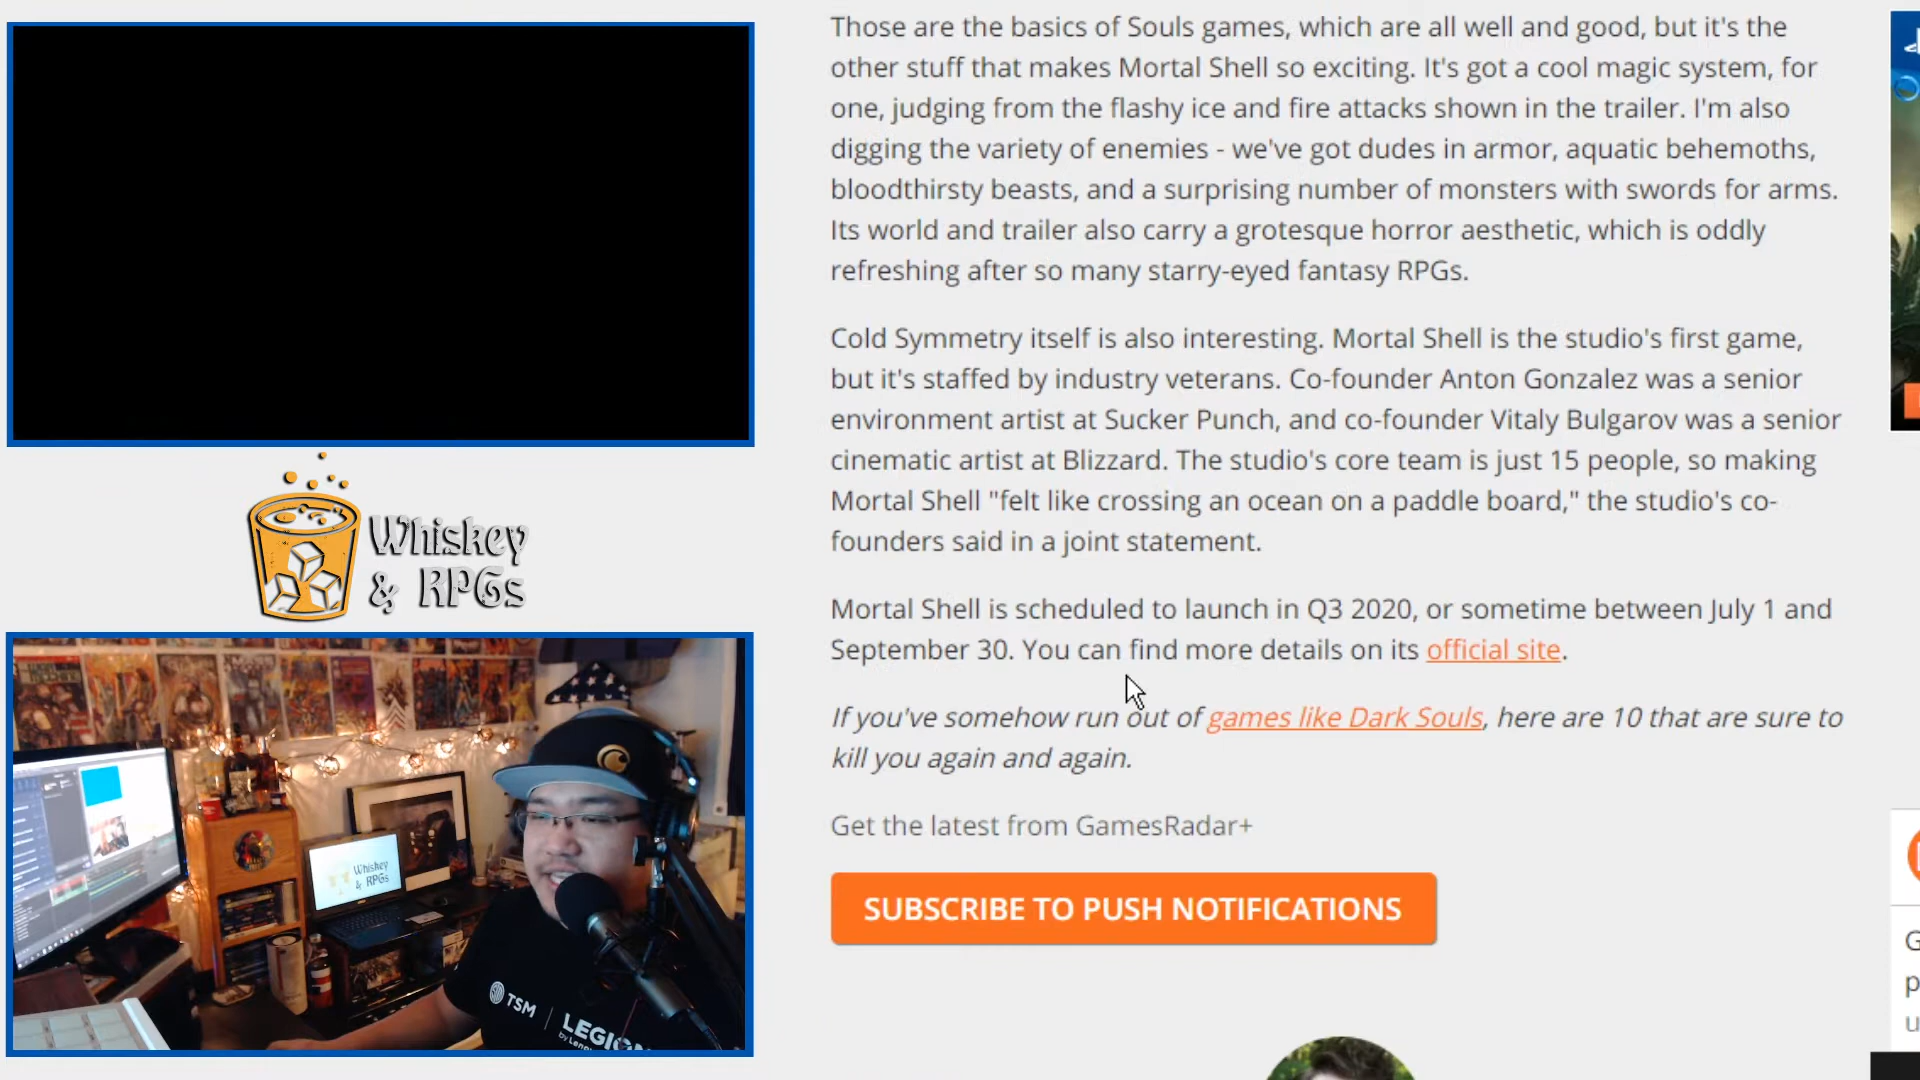 Those are the basics of Souls games, which are all well and good, but it's the
other stuff that makes Mortal Shell so exciting. It's got a cool magic system, for
one, judging from the flashy ice and fire attacks shown in the trailer. I'm also
digging the variety of enemies - we've got dudes in armor, aquatic behemoths,
bloodthirsty beasts, and a surprising number of monsters with swords for arms.
Its world and trailer also carry a grotesque horror aesthetic, which is oddly
refreshing after so many starry-eyed fantasy RPGs.
Cold Symmetry itself is also interesting. Mortal Shell is the studio's first game,
but it's staffed by industry veterans. Co-founder Anton Gonzalez was a senior
environment artist at Sucker Punch, and co-founder Vitaly Bulgarov was a senior
cinematic artist at Blizzard. The studio's core team is just 15 people, so making
Mortal Shell "felt like crossing an ocean on a paddle board," the studio's co-
founders said in a joint statement.
Mortal Shell is scheduled to launch in Q3 2020, or sometime between July 1 and
September 30. You can find more details on its official site.
If you've somehow run out of games like Dark Souls, here are 10 that are sure to
kill you again and again.
Get the latest from GamesRadar+
SUBSCRIBE TO PUSH NOTIFICATIONS
Whiskey
& RPGs
Whiskey
& RPGs
TSM
LEGION
by Leno
G
p
u